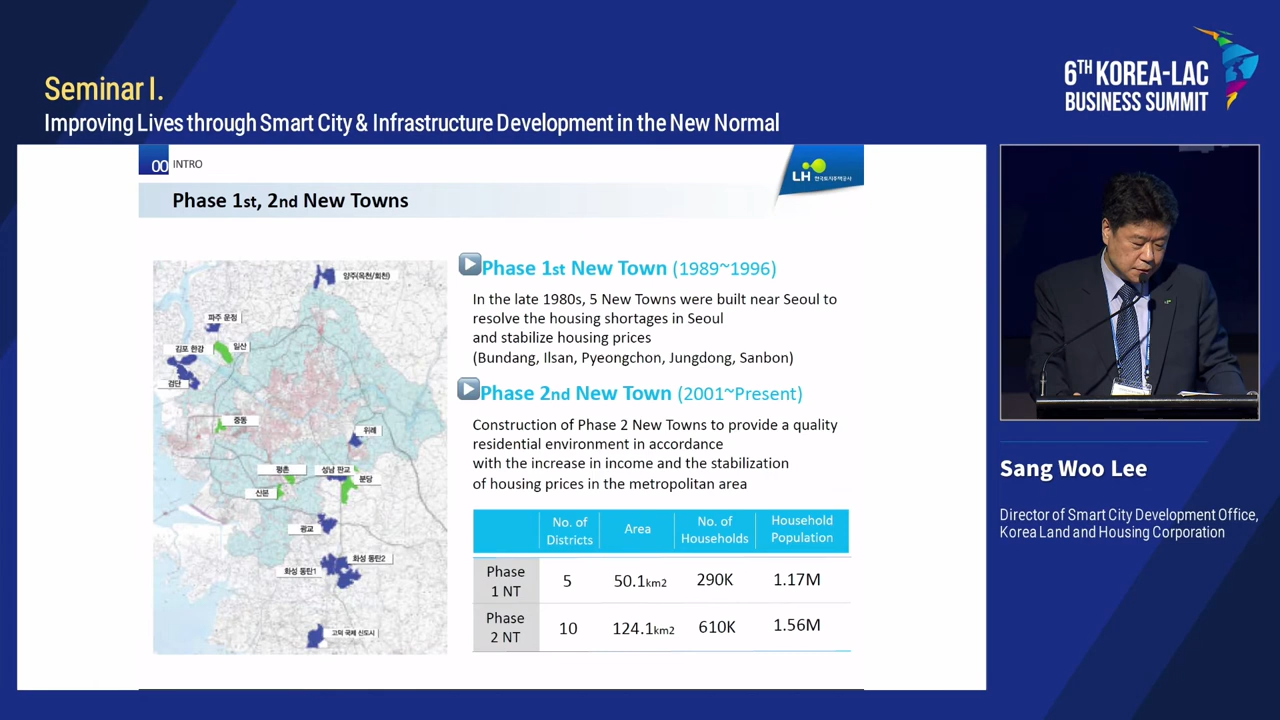 Seminar I.
Improving Lives through Smart City & Infrastructure Development in the New Normal
6TH KOREA-LAC
BUSINESS SUMMIT
00 INTRO
LH 한국토지주택공사
Phase 1st, 2nd New Towns
양주(옥천/회천)
파주 운정
김포 한강
일산
검단
중동
위례
평촌
성남 판교
분당
산본
광교
화성 동탄2
화성 동탄1
고덕 국제 신도시
Phase 1st New Town (1989~1996)
In the late 1980s, 5 New Towns were built near Seoul to
resolve the housing shortages in Seoul
and stabilize housing prices
(Bundang, Ilsan, Pyeongchon, Jungdong, Sanbon)
Phase 2nd New Town (2001~Present)
Construction of Phase 2 New Towns to provide a quality
residential environment in accordance
with the increase in income and the stabilization
of housing prices in the metropolitan area
No. of Districts Area No. of Households Household Population
Phase 1 NT 5 50.1km2 290K 1.17M
Phase 2 NT 10 124.1km2 610K 1.56M
Sang Woo Lee
Director of Smart City Development Office,
Korea Land and Housing Corporation